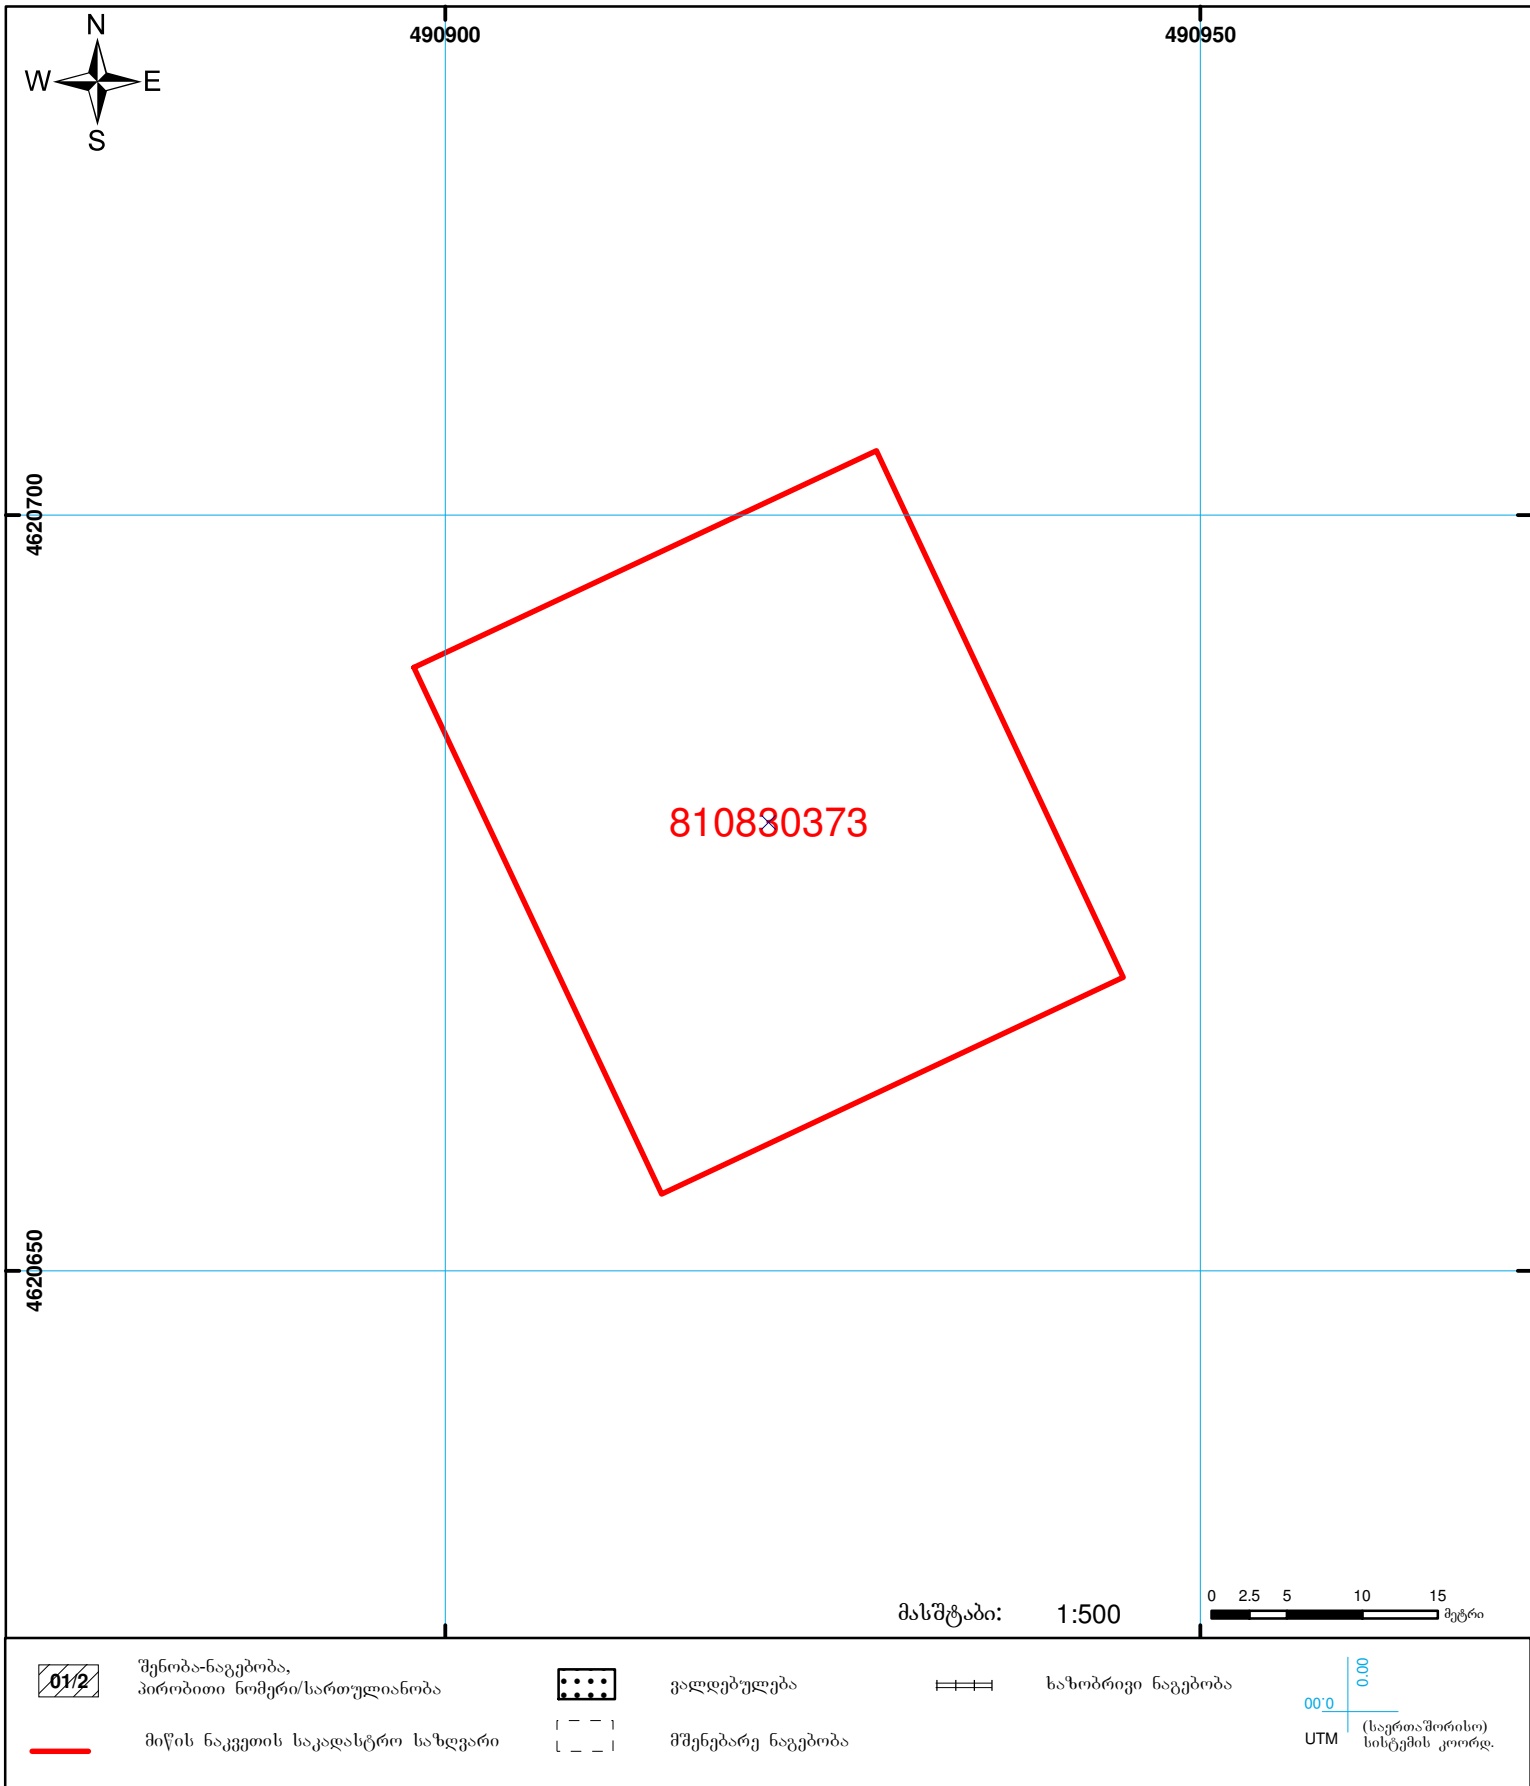 N
W E
S
490900
490950
4620700
4620650
810830373
მასშტაბი: 1:500
0 2.5 5 10 15
მეტრი
01/2
შენობა-ნაგებობა,
პირობითი ნომერი/სართულიანობა
ვალდებულება
ხაზობრივი ნაგებობა
მიწის ნაკვეთის საკადასტრო საზღვარი
მშენებარე ნაგებობა
00.0
0.00
UTM
(საერთაშორისო)
სისტემის კოორდ.